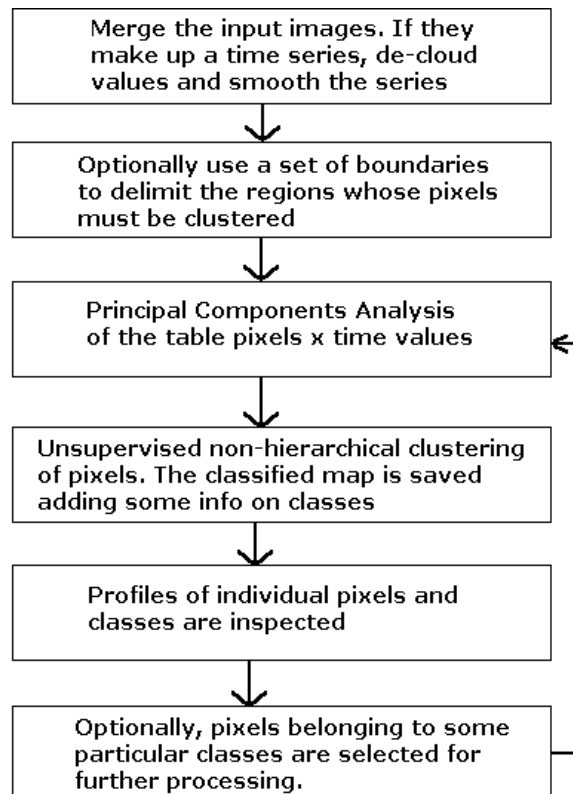 Merge the input images. If they
make up a time series, de-cloud
values and smooth the series
Optionally use a set of boundaries
to delimit the regions whose pixels
must be clustered
Principal Components Analysis
of the table pixels x time values
Unsupervised non-hierarchical clustering
of pixels. The classified map is saved
adding some info on classes
Profiles of individual pixels and
classes are inspected
Optionally, pixels belonging to some
particular classes are selected for
further processing.